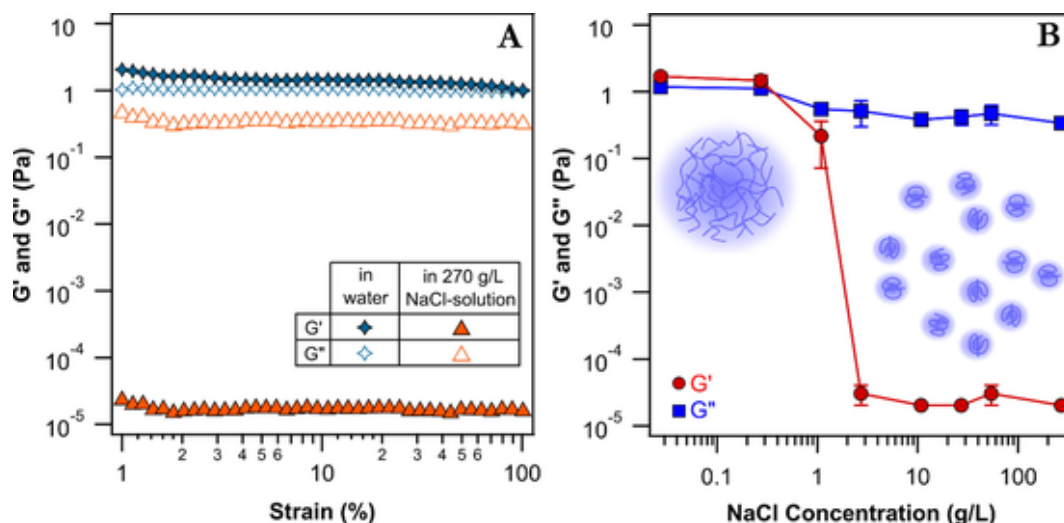 A
10
1
10⁻¹
10⁻²
10⁻³
10⁻⁴
10⁻⁵
G' and G" (Pa)
in water
in 270 g/L NaCl-solution
G'
G"
1 2 3 4 5 6 10 2 3 4 5 6 100
Strain (%)
B
10
1
10⁻¹
10⁻²
10⁻³
10⁻⁴
10⁻⁵
G' and G" (Pa)
G'
G"
0.1 1 10 100
NaCl Concentration (g/L)